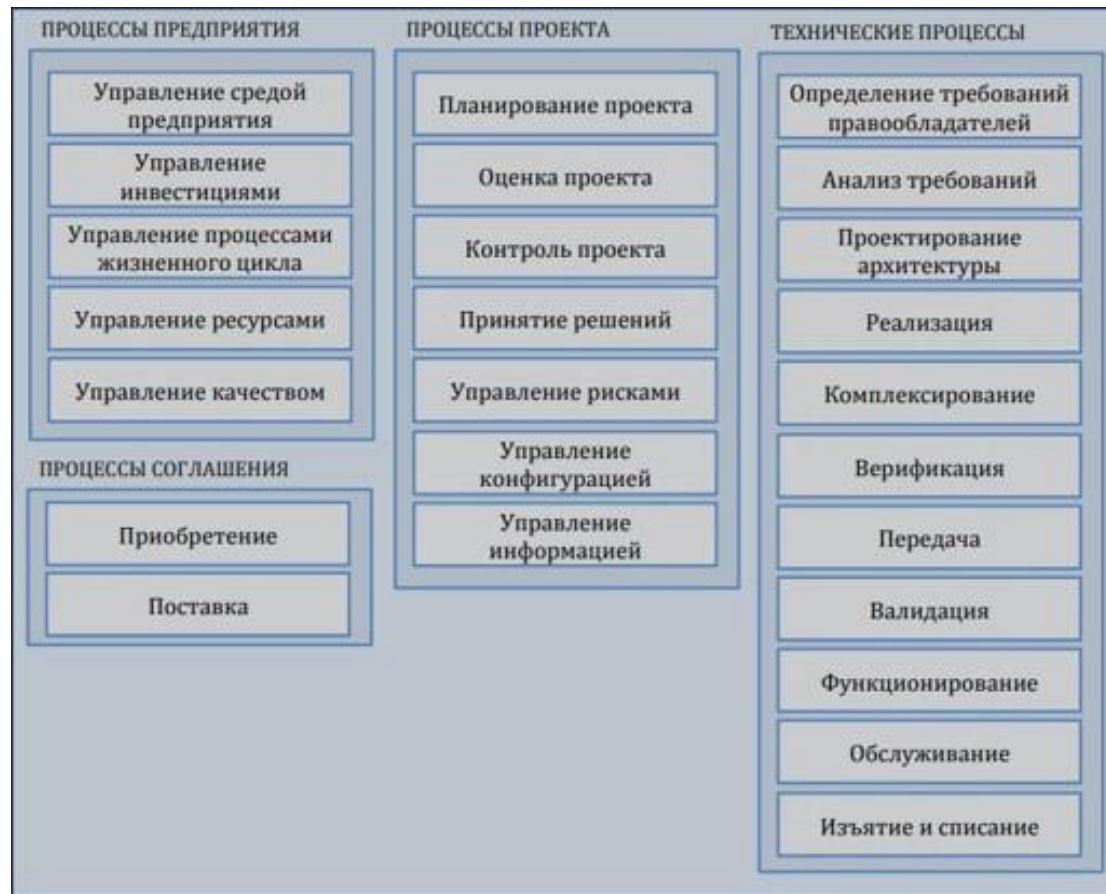 ПРОЦЕССЫ ПРЕДПРИЯТИЯ
Управление средой
предприятия
Управление
инвестициями
Управление процессами
жизненного цикла
Управление ресурсами
Управление качеством
ПРОЦЕССЫ СОГЛАШЕНИЯ
Приобретение
Поставка
ПРОЦЕССЫ ПРОЕКТА
Планирование проекта
Оценка проекта
Контроль проекта
Принятие решений
Управление рисками
Управление
конфигурацией
Управление
информацией
ТЕХНИЧЕСКИЕ ПРОЦЕССЫ
Определение требований
правообладателей
Анализ требований
Проектирование
архитектуры
Реализация
Комплексирование
Верификация
Передача
Валидация
Функционирование
Обслуживание
Изъятие и списание